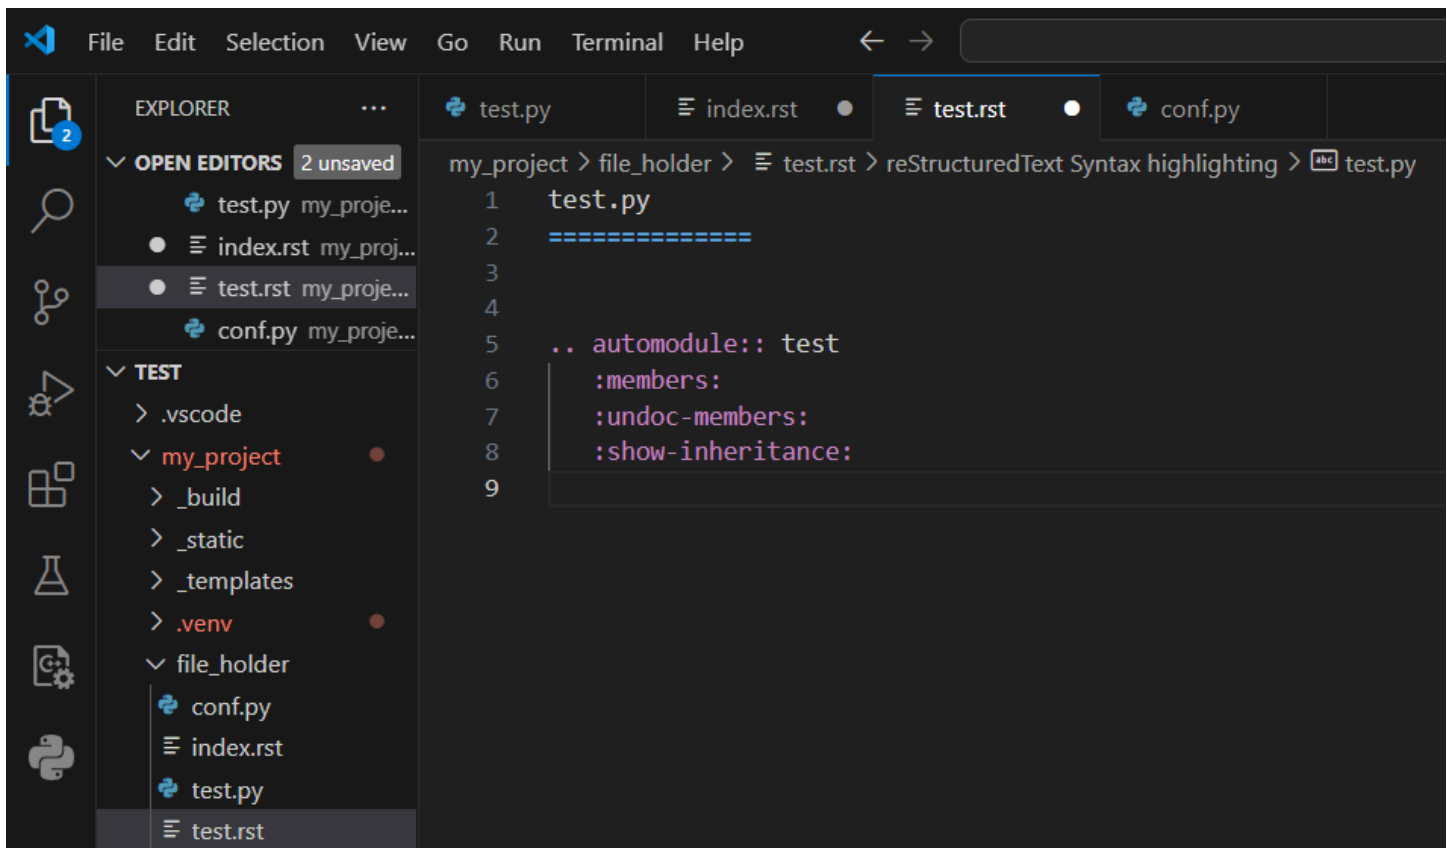 File Edit Selection View Go Run Terminal Help
2
EXPLORER ...
OPEN EDITORS 2 unsaved
test.py my_proje...
index.rst my_proj...
test.rst my_proje...
conf.py my_proje...
TEST
.vscode
my_project
_build
_static
_templates
.venv
file_holder
conf.py
index.rst
test.py
test.rst
test.py index.rst test.rst conf.py
my_project > file_holder > test.rst > reStructuredText Syntax highlighting > abc test.py
1 test.py
2 ==============
3
4
5 .. automodule:: test
6 :members:
7 :undoc-members:
8 :show-inheritance:
9